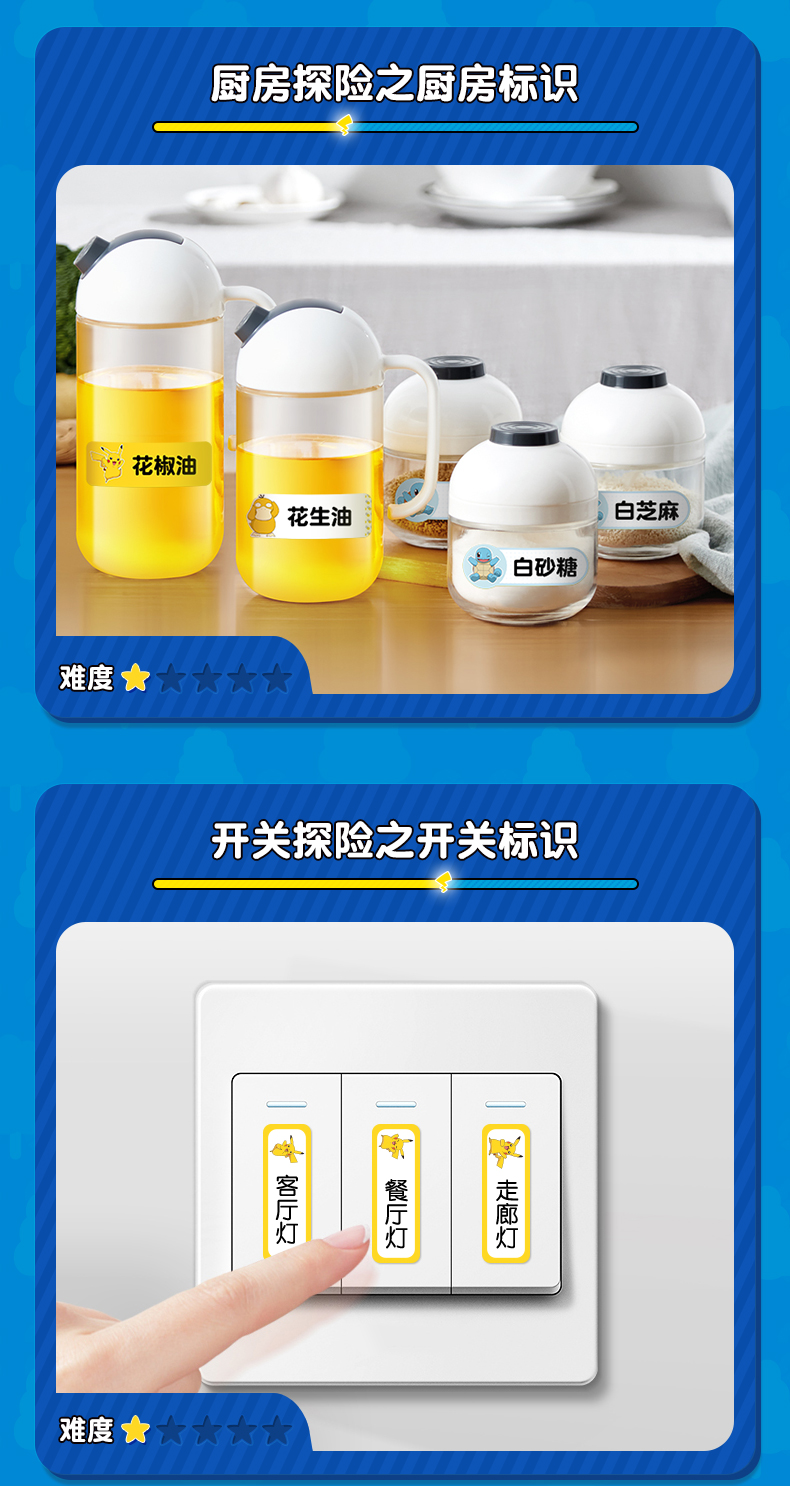 厨房探险之厨房标识
花椒油
花生油
白芝麻
白砂糖
难度
开关探险之开关标识
客厅灯
餐厅灯
走廊灯
难度